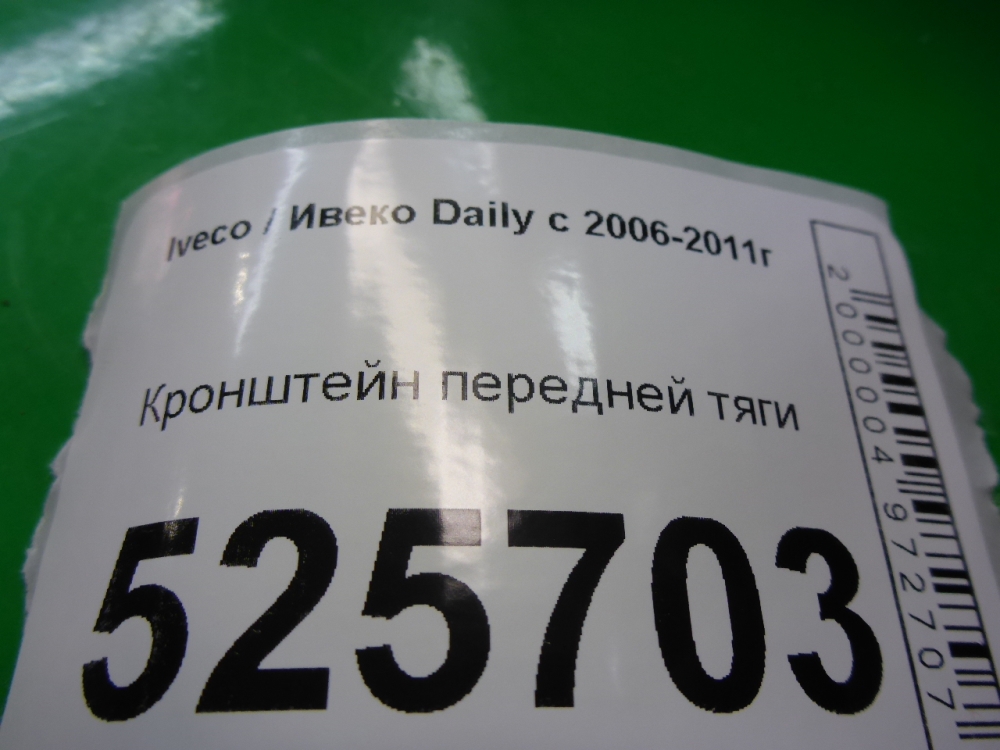 Iveco / Ивеко Daily с 2006-2011г
Кронштейн передней тяги
525703
2000004972707